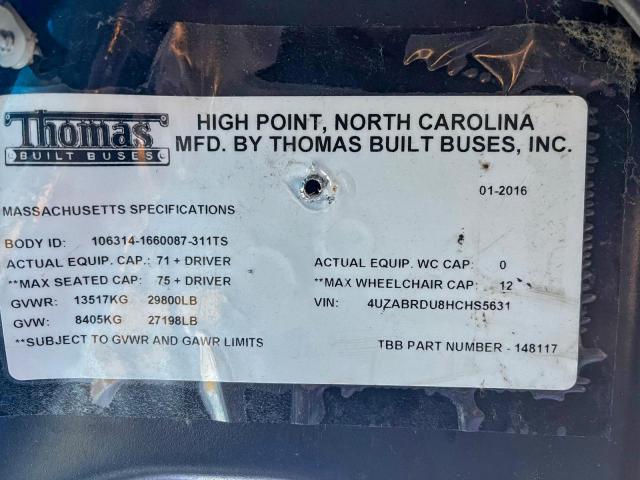 Thomas
BUILT BUSES
HIGH POINT, NORTH CAROLINA
MFD. BY THOMAS BUILT BUSES, INC.
01-2016
MASSACHUSETTS SPECIFICATIONS
BODY ID: 106314-1660087-311TS
ACTUAL EQUIP. CAP.: 71 + DRIVER
ACTUAL EQUIP. WC CAP: 0
**MAX SEATED CAP: 75 + DRIVER
**MAX WHEELCHAIR CAP: 12
GVWR: 13517KG 29800LB
VIN: 4UZABRDU8HCHS5631
GVW: 8405KG 27198LB
**SUBJECT TO GVWR AND GAWR LIMITS
TBB PART NUMBER - 148117